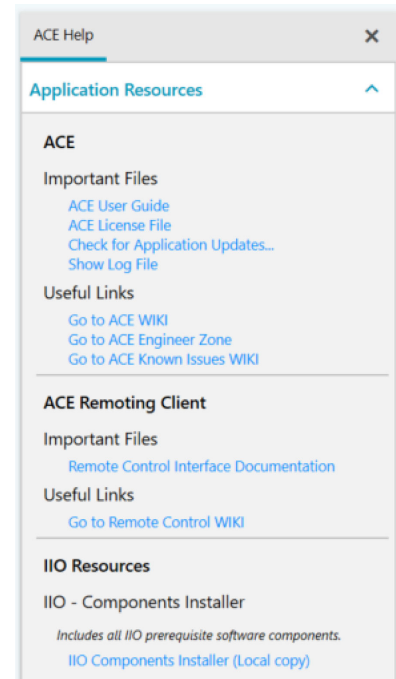 ACE Help
Application Resources
ACE
Important Files
ACE User Guide
ACE License File
Check for Application Updates...
Show Log File
Useful Links
Go to ACE WIKI
Go to ACE Engineer Zone
Go to ACE Known Issues WIKI
ACE Remoting Client
Important Files
Remote Control Interface Documentation
Useful Links
Go to Remote Control WIKI
IIO Resources
IIO - Components Installer
Includes all IIO prerequisite software components.
IIO Components Installer (Local copy)